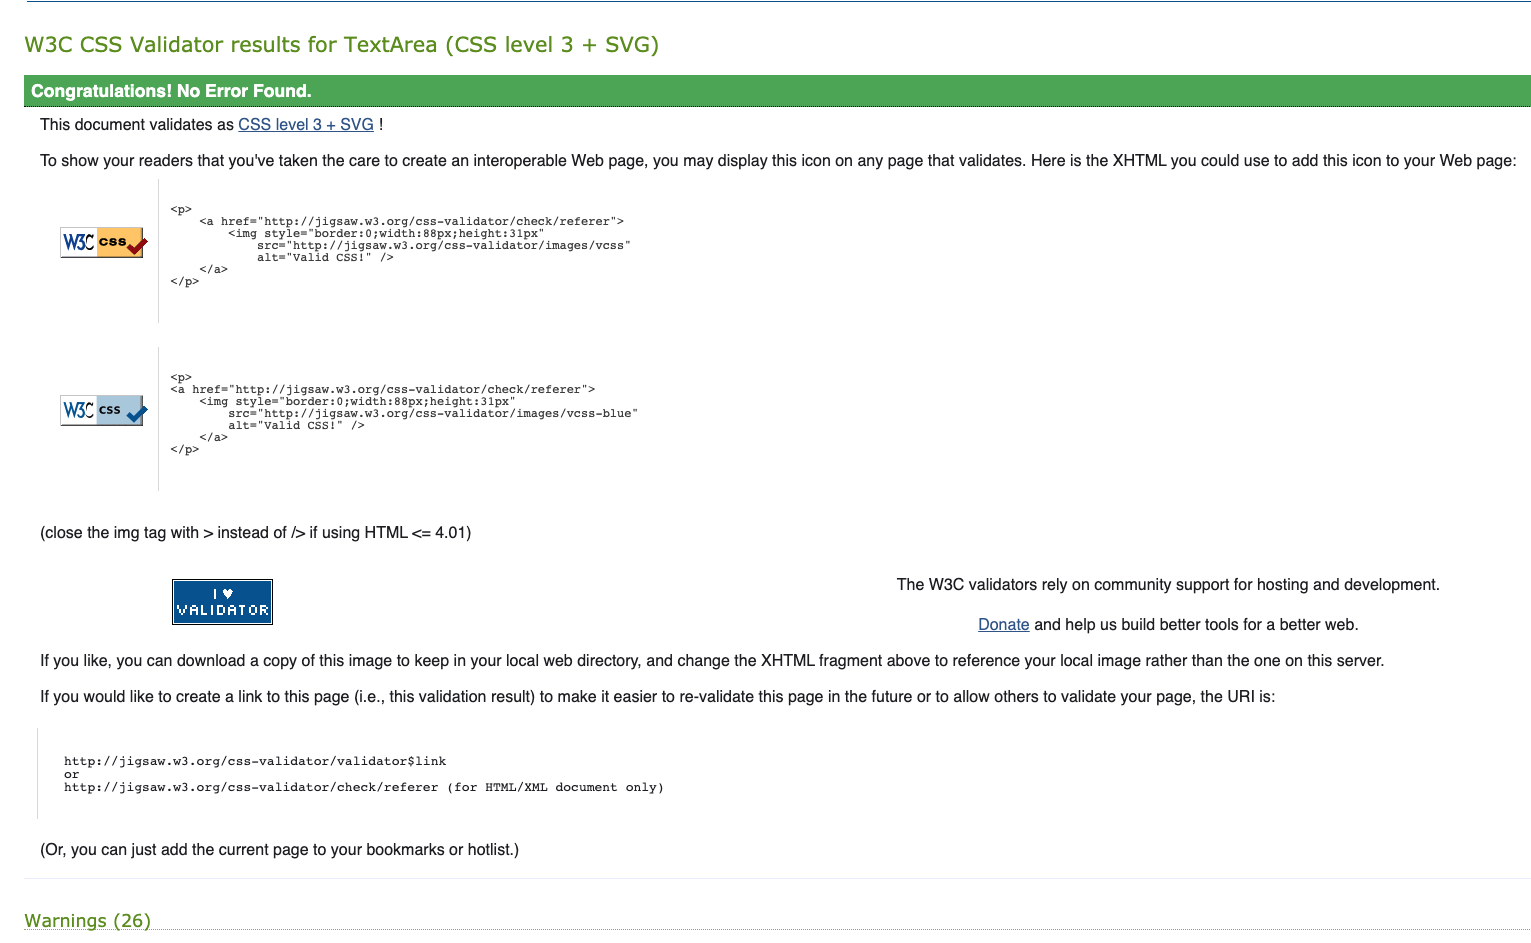 W3C CSS Validator results for TextArea (CSS level 3 + SVG)
Congratulations! No Error Found.
This document validates as CSS level 3 + SVG !
To show your readers that you've taken the care to create an interoperable Web page, you may display this icon on any page that validates. Here is the XHTML you could use to add this icon to your Web page:
W3C css
<p>
<a href="http://jigsaw.w3.org/css-validator/check/referer">
<img style="border:0;width:88px;height:31px"
src="http://jigsaw.w3.org/css-validator/images/vcss"
alt="Valid CSS!" />
</a>
</p>
W3C css
<p>
<a href="http://jigsaw.w3.org/css-validator/check/referer">
<img style="border:0;width:88px;height:31px"
src="http://jigsaw.w3.org/css-validator/images/vcss-blue"
alt="Valid CSS!" />
</a>
</p>
(close the img tag with > instead of /> if using HTML <= 4.01)
I ♥
VALIDATOR
The W3C validators rely on community support for hosting and development.
Donate and help us build better tools for a better web.
If you like, you can download a copy of this image to keep in your local web directory, and change the XHTML fragment above to reference your local image rather than the one on this server.
If you would like to create a link to this page (i.e., this validation result) to make it easier to re-validate this page in the future or to allow others to validate your page, the URI is:
http://jigsaw.w3.org/css-validator/validator$link
or
http://jigsaw.w3.org/css-validator/check/referer (for HTML/XML document only)
(Or, you can just add the current page to your bookmarks or hotlist.)
Warnings (26)